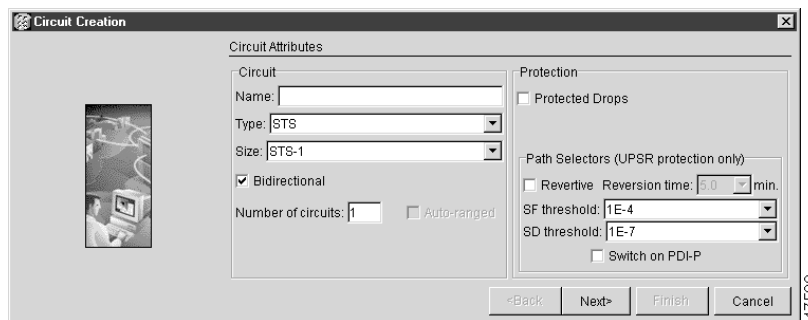 Circuit Creation
Circuit Attributes
Circuit
Name:
Type: STS
Size: STS-1
Bidirectional
Number of circuits: 1
Auto-ranged
Protection
Protected Drops
Path Selectors (UPSR protection only)
Revertive Reversion time: 5.0 min.
SF threshold: 1E-4
SD threshold: 1E-7
Switch on PDI-P
<Back Next> Finish Cancel